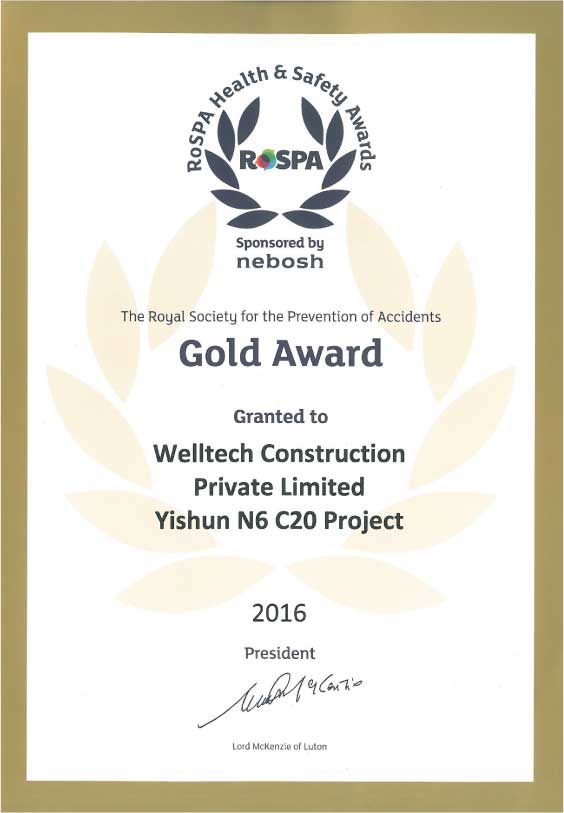 RoSPA Health & Safety Awards
RoSPA
Sponsored by
nebosh
The Royal Society for the Prevention of Accidents
Gold Award
Granted to
Welltech Construction
Private Limited
Yishun N6 C20 Project
2016
President
Lord McKenzie of Luton